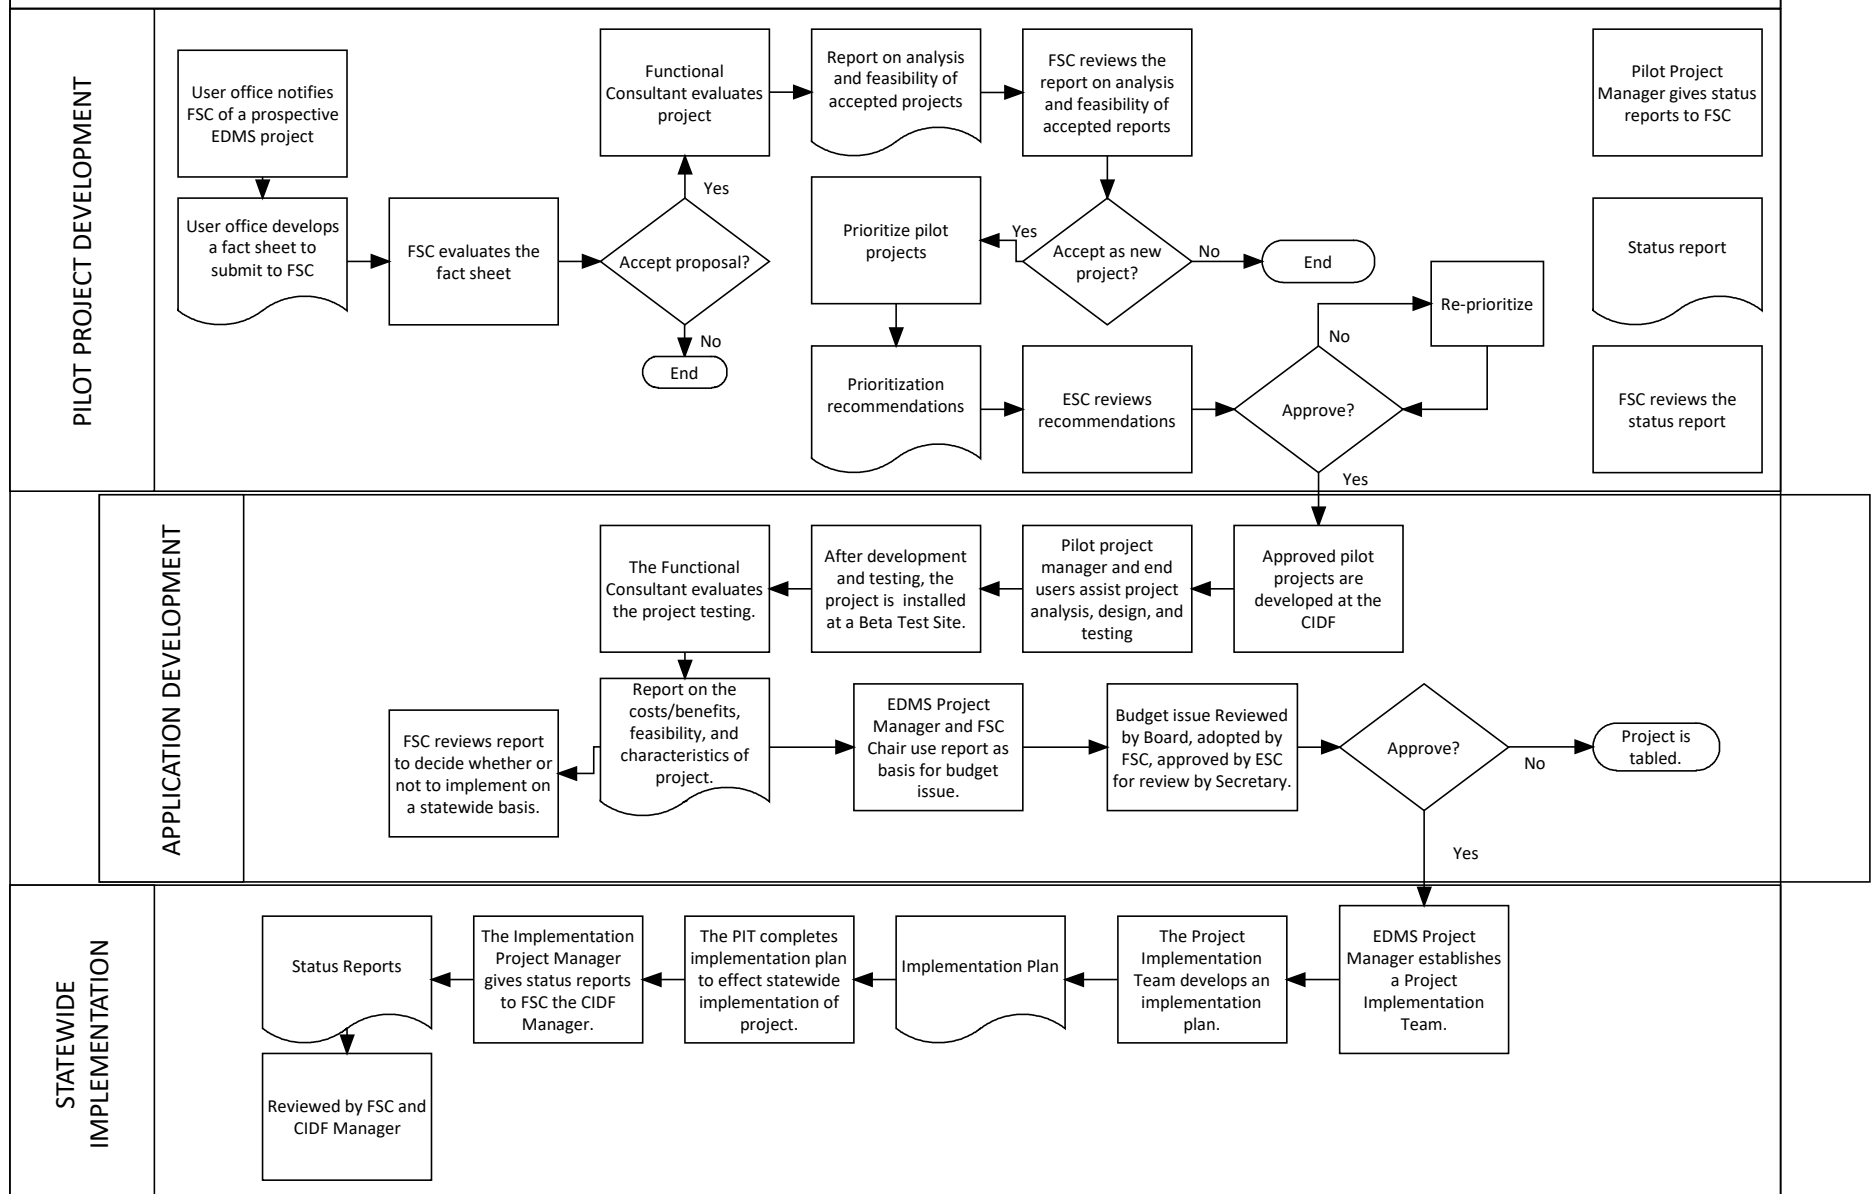 PILOT PROJECT DEVELOPMENT
User office notifies
FSC of a prospective
EDMS project
User office develops
a fact sheet to
submit to FSC
FSC evaluates the
fact sheet
Accept proposal?
Yes
No
End
Functional
Consultant evaluates
project
Report on analysis
and feasibility of
accepted projects
FSC reviews the
report on analysis
and feasibility of
accepted reports
Accept as new
project?
Yes
No
End
Prioritize pilot
projects
Prioritization
recommendations
ESC reviews
recommendations
Approve?
No
Re-prioritize
Yes
Pilot Project
Manager gives status
reports to FSC
Status report
FSC reviews the
status report
APPLICATION DEVELOPMENT
Approved pilot
projects are
developed at the
CIDF
Pilot project
manager and end
users assist project
analysis, design, and
testing
After development
and testing, the
project is installed
at a Beta Test Site.
The Functional
Consultant evaluates
the project testing.
Report on the
costs/benefits,
feasibility, and
characteristics of
project.
FSC reviews report
to decide whether or
not to implement on
a statewide basis.
EDMS Project
Manager and FSC
Chair use report as
basis for budget
issue.
Budget issue Reviewed
by Board, adopted by
FSC, approved by ESC
for review by Secretary.
Approve?
No
Project is
tabled.
Yes
STATEWIDE
IMPLEMENTATION
EDMS Project
Manager establishes
a Project
Implementation
Team.
The Project
Implementation
Team develops an
implementation
plan.
Implementation Plan
The PIT completes
implementation plan
to effect statewide
implementation of
project.
The Implementation
Project Manager
gives status reports
to FSC the CIDF
Manager.
Status Reports
Reviewed by FSC and
CIDF Manager